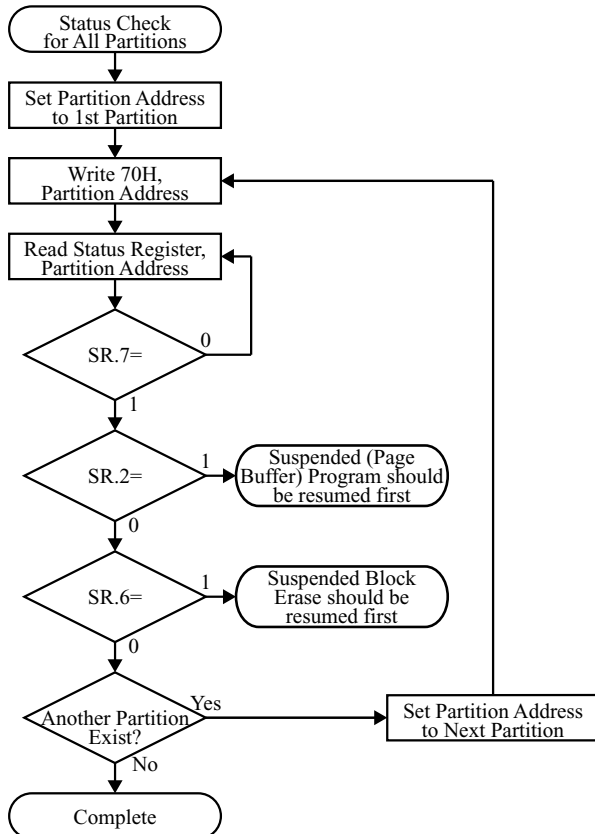 Status Check
for All Partitions
Set Partition Address
to 1st Partition
Write 70H,
Partition Address
Read Status Register,
Partition Address
SR.7=
0
1
SR.2=
1
Suspended (Page
Buffer) Program should
be resumed first
0
SR.6=
1
Suspended Block
Erase should be
resumed first
0
Another Partition
Exist?
Yes
Set Partition Address
to Next Partition
No
Complete